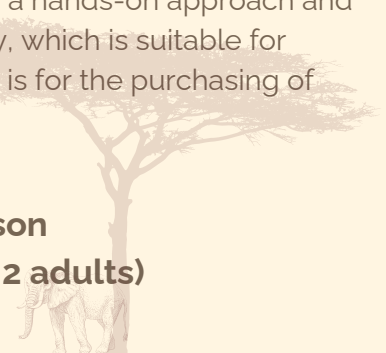 a hands-on approach and
, which is suitable for
is for the purchasing of
son
2 adults)